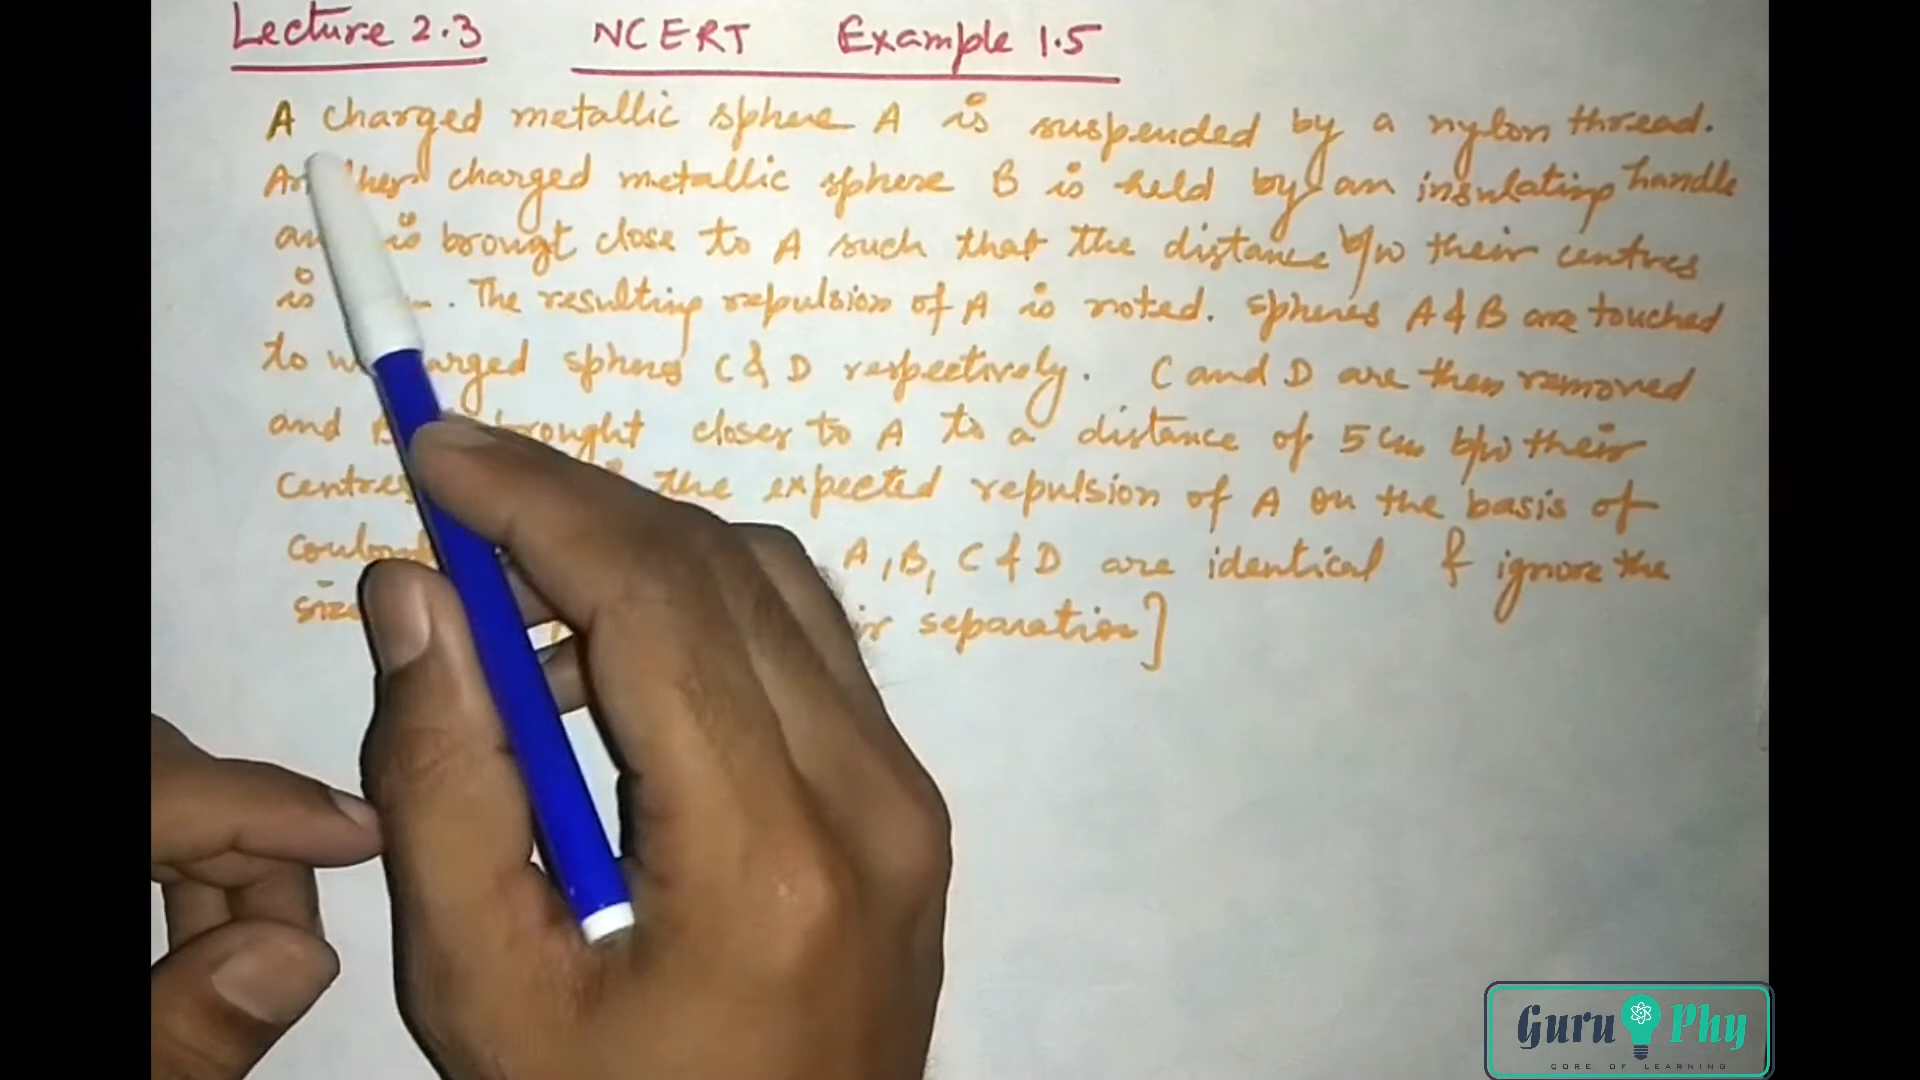 Lecture 2.3 NCERT Example 1.5
A charged metallic sphere A is suspended by a nylon thread.
charged metallic sphere B is held by an insulating handle
is brougt close to A such that the distance b/w their centres
is . The resulting repulsion of A is noted. spheres A & B are touched
to spheres C & D respectively. C and D are then removed
and brought closer to A to a distance of 5 cm b/w their
the expected repulsion of A on the basis of
A, B, C & D are identical & ignore the
separation]
Guru Phy
CORE OF LEARNING